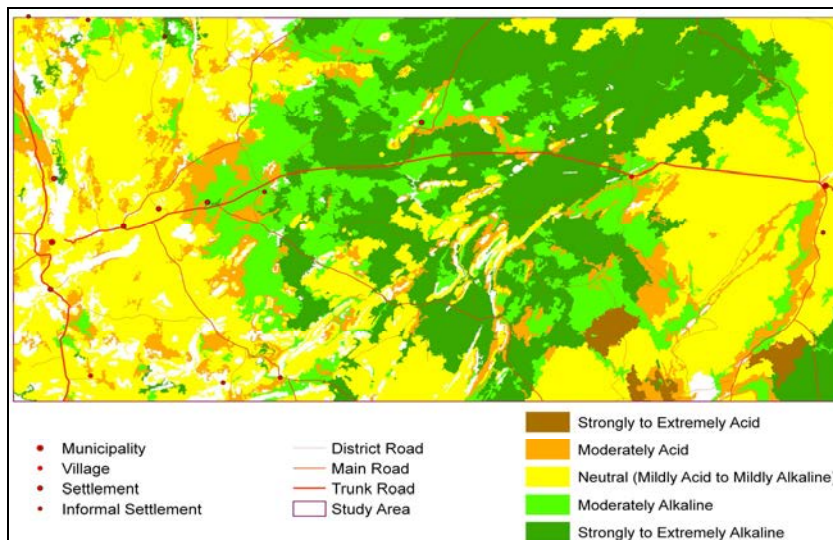 Municipality
Village
Settlement
Informal Settlement
District Road
Main Road
Trunk Road
Study Area
Strongly to Extremely Acid
Moderately Acid
Neutral (Mildly Acid to Mildly Alkaline)
Moderately Alkaline
Strongly to Extremely Alkaline